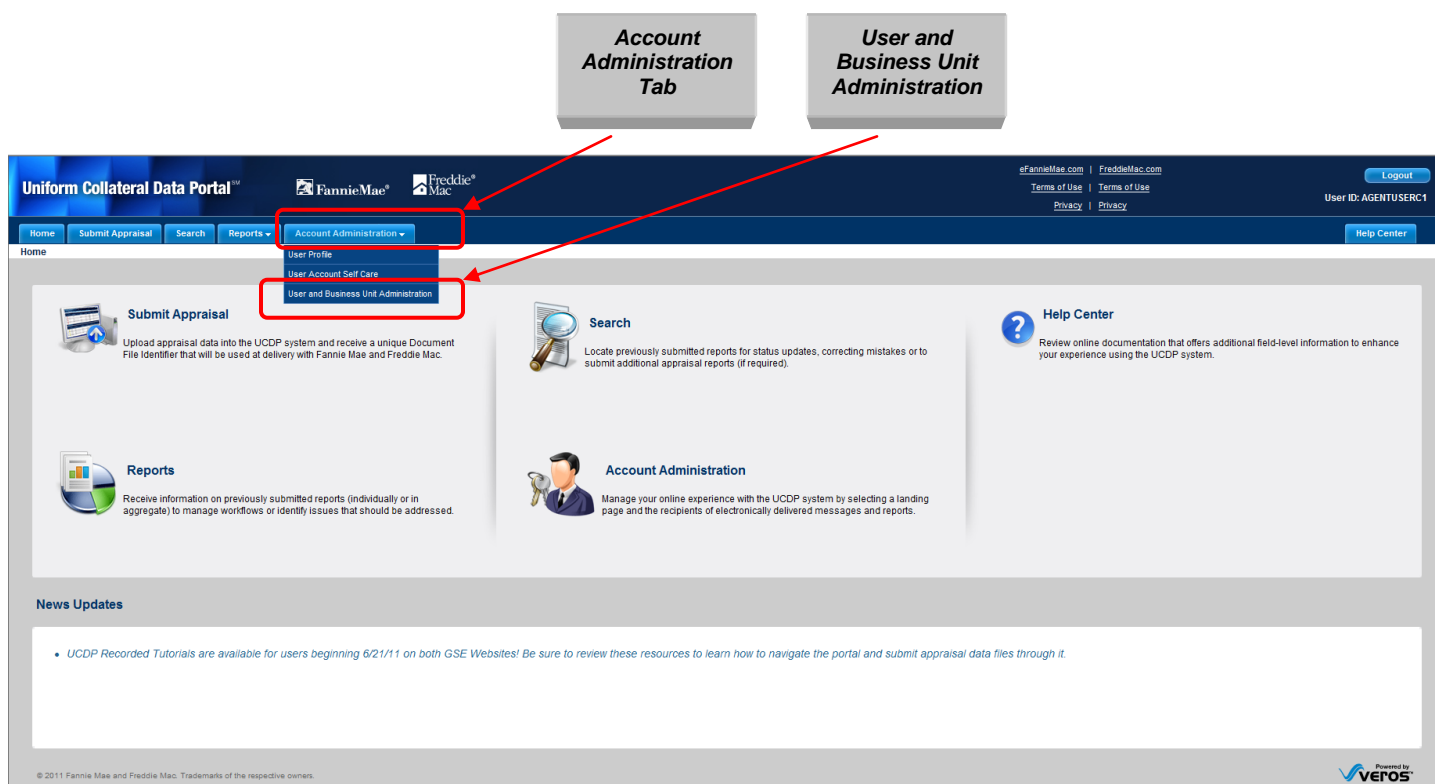 Account
Administration
Tab
User and
Business Unit
Administration
Uniform Collateral Data Portal SM
FannieMae®
Freddie®
Mac
eFannieMae.com | FreddieMac.com
Terms of Use | Terms of Use
Privacy | Privacy
Logout
User ID: AGENTUSERC1
Home
Submit Appraisal
Search
Reports
Account Administration
Help Center
Home
User Profile
User Account Self Care
User and Business Unit Administration
Submit Appraisal
Upload appraisal data into the UCDP system and receive a unique Document
File Identifier that will be used at delivery with Fannie Mae and Freddie Mac.
Search
Locate previously submitted reports for status updates, correcting mistakes or to
submit additional appraisal reports (if required).
Help Center
Review online documentation that offers additional field-level information to enhance
your experience using the UCDP system.
Reports
Receive information on previously submitted reports (individually or in
aggregate) to manage workflows or identify issues that should be addressed.
Account Administration
Manage your online experience with the UCDP system by selecting a landing
page and the recipients of electronically delivered messages and reports.
News Updates
• UCDP Recorded Tutorials are available for users beginning 6/21/11 on both GSE Websites! Be sure to review these resources to learn how to navigate the portal and submit appraisal data files through it.
© 2011 Fannie Mae and Freddie Mac. Trademarks of the respective owners.
Powered by
veros